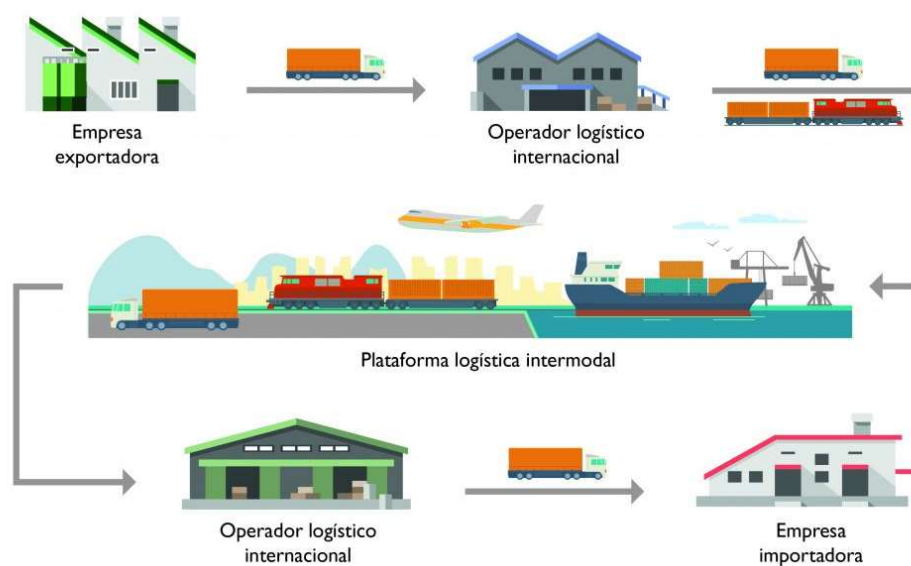 Empresa
exportadora
Operador logístico
internacional
Plataforma logística intermodal
Operador logístico
internacional
Empresa
importadora